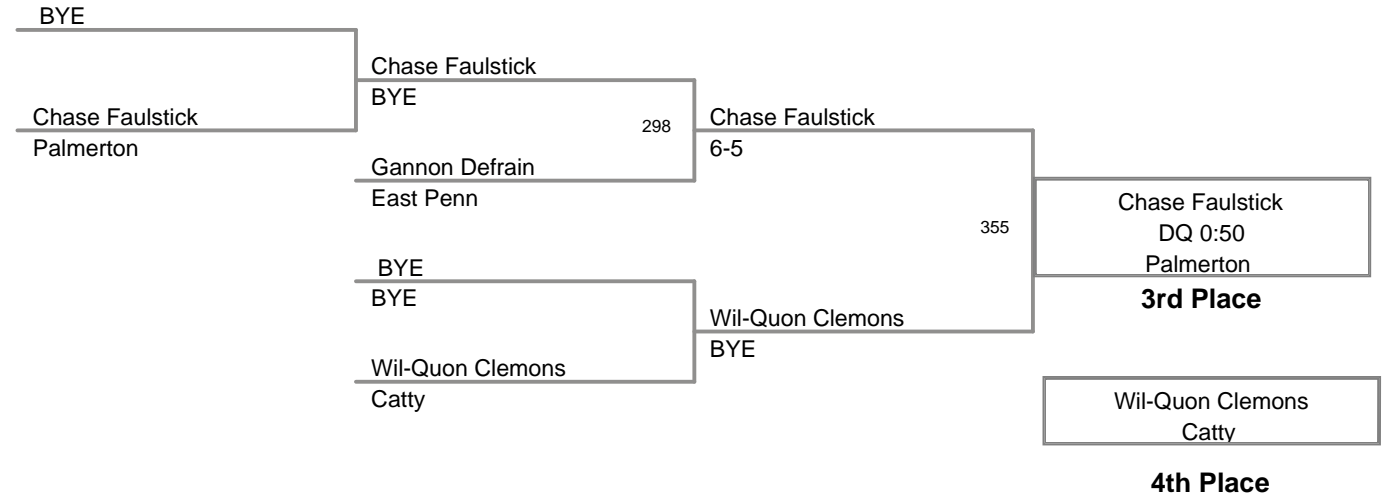 BYE
Chase Faulstick
Palmerton
Chase Faulstick
BYE
298
Gannon Defrain
East Penn
BYE
BYE
Wil-Quon Clemons
Catty
Chase Faulstick
6-5
355
Wil-Quon Clemons
BYE
Chase Faulstick
DQ 0:50
Palmerton
3rd Place
Wil-Quon Clemons
Catty
4th Place